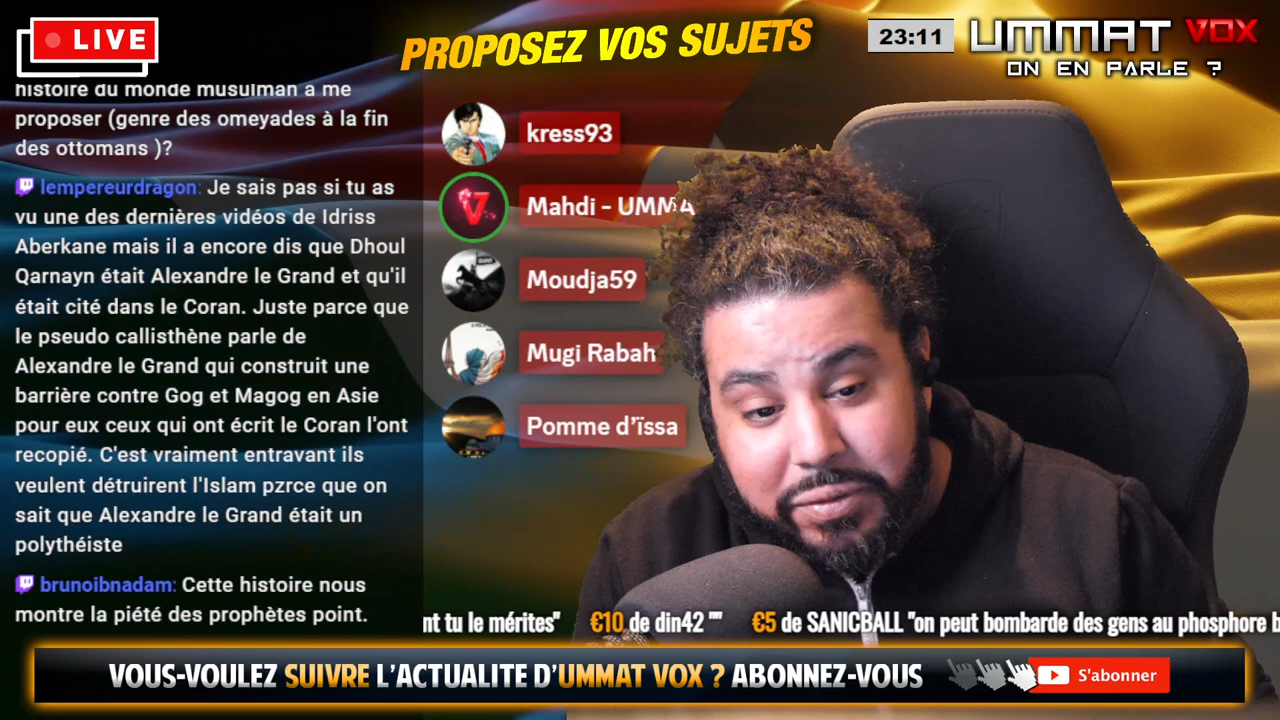 LIVE
PROPOSEZ VOS SUJETS
23:11
UMMAT VOX
ON EN PARLE ?
histoire du monde musulman a me
proposer (genre des omeyades à la fin
des ottomans )?
lempereurdragon: Je sais pas si tu as
vu une des dernières vidéos de Idriss
Aberkane mais il a encore dis que Dhoul
Qarnayn était Alexandre le Grand et qu'il
était cité dans le Coran. Juste parce que
le pseudo callisthène parle de
Alexandre le Grand qui construit une
barrière contre Gog et Magog en Asie
pour eux ceux qui ont écrit le Coran l'ont
recopié. C'est vraiment entravant ils
veulent détruirent l'Islam pzrce que on
sait que Alexandre le Grand était un
polythéiste
brunoibnadam: Cette histoire nous
montre la piété des prophètes point.
kress93
Mahdi - UMMA
Moudja59
Mugi Rabah
Pomme d'ïssa
nt tu le mérites" €10 de din42 "" €5 de SANICBALL "on peut bombarde des gens au phosphore b
VOUS-VOULEZ SUIVRE L'ACTUALITE D'UMMAT VOX ? ABONNEZ-VOUS
S'abonner